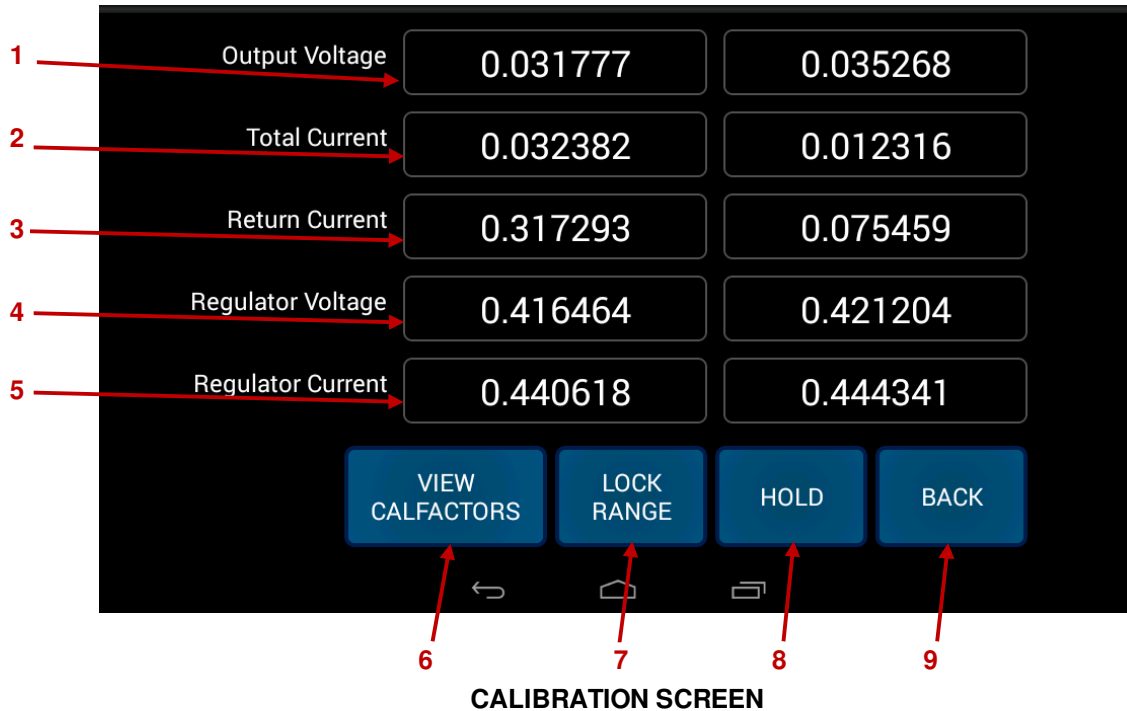 1 Output Voltage 0.031777 0.035268
2 Total Current 0.032382 0.012316
3 Return Current 0.317293 0.075459
4 Regulator Voltage 0.416464 0.421204
5 Regulator Current 0.440618 0.444341
VIEW
CALFACTORS
LOCK
RANGE
HOLD
BACK
6 7 8 9
CALIBRATION SCREEN